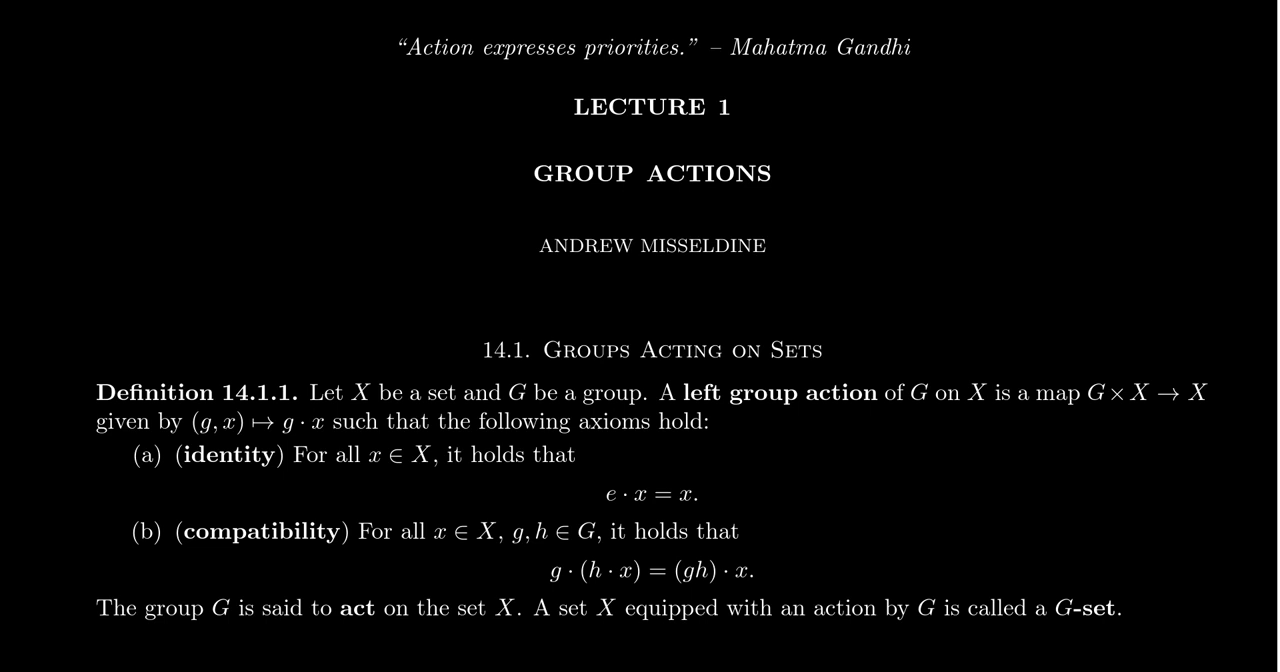 “Action expresses priorities.” – Mahatma Gandhi
LECTURE 1
GROUP ACTIONS
ANDREW MISSELDINE
14.1. Groups Acting on Sets
Definition 14.1.1. Let X be a set and G be a group. A left group action of G on X is a map G × X → X
given by (g, x) ↦ g · x such that the following axioms hold:
(a) (identity) For all x ∈ X, it holds that
e · x = x.
(b) (compatibility) For all x ∈ X, g, h ∈ G, it holds that
g · (h · x) = (gh) · x.
The group G is said to act on the set X. A set X equipped with an action by G is called a G-set.